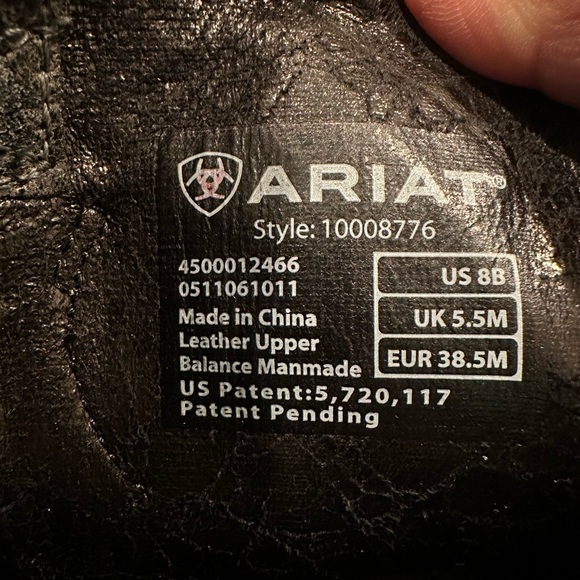 ARIAT®
Style: 10008776
4500012466
0511061011
Made in China
Leather Upper
Balance Manmade
US Patent:5,720,117
Patent Pending
US 8B
UK 5.5M
EUR 38.5M